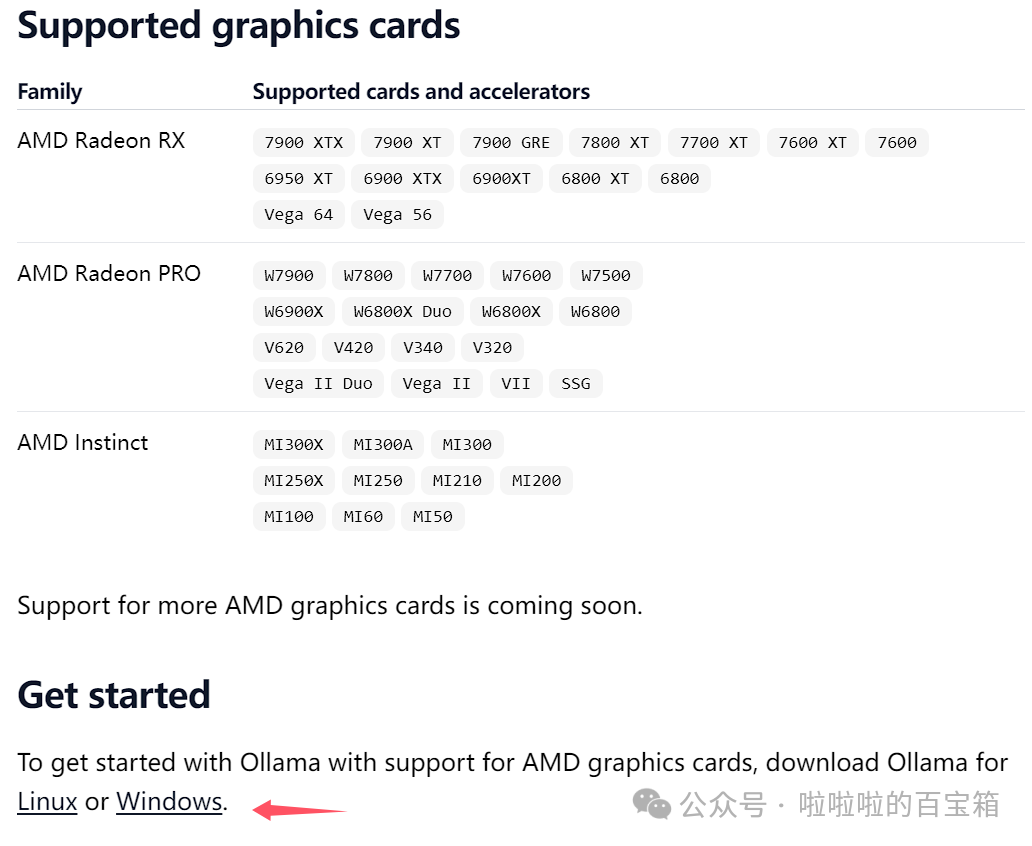 Supported graphics cards
Family Supported cards and accelerators
AMD Radeon RX 7900 XTX 7900 XT 7900 GRE 7800 XT 7700 XT 7600 XT 7600
6950 XT 6900 XTX 6900XT 6800 XT 6800
Vega 64 Vega 56
AMD Radeon PRO W7900 W7800 W7700 W7600 W7500
W6900X W6800X Duo W6800X W6800
V620 V420 V340 V320
Vega II Duo Vega II VII SSG
AMD Instinct MI300X MI300A MI300
MI250X MI250 MI210 MI200
MI100 MI60 MI50
Support for more AMD graphics cards is coming soon.
Get started
To get started with Ollama with support for AMD graphics cards, download Ollama for
Linux or Windows.
公众号 · 啦啦啦的百宝箱